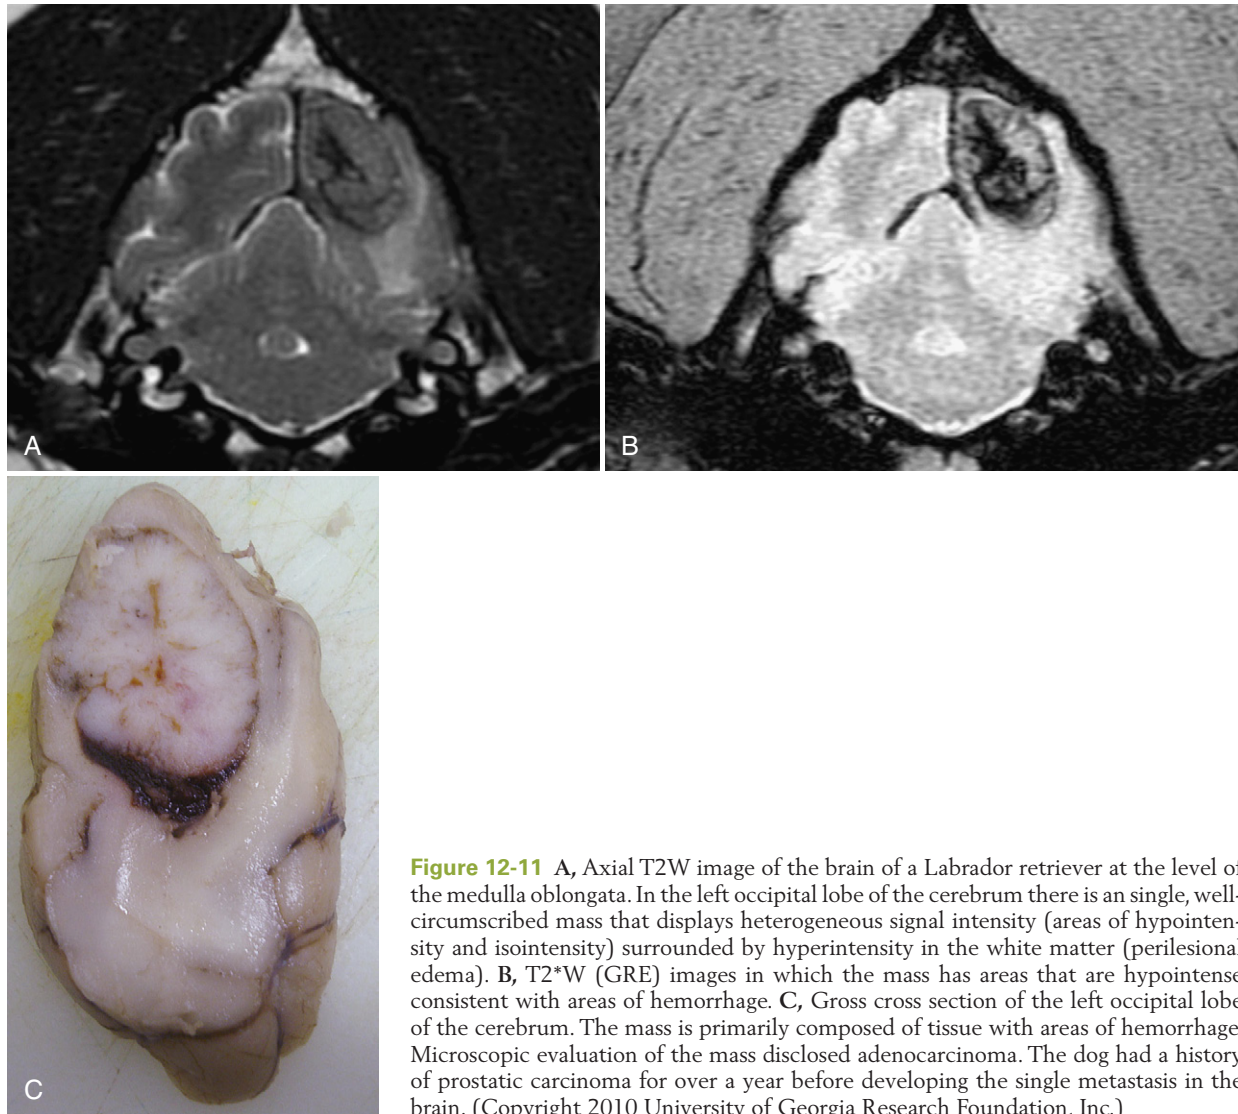 A
B
C
Figure 12-11 A, Axial T2W image of the brain of a Labrador retriever at the level of
the medulla oblongata. In the left occipital lobe of the cerebrum there is an single, well-
circumscribed mass that displays heterogeneous signal intensity (areas of hypointen-
sity and isointensity) surrounded by hyperintensity in the white matter (perilesional
edema). B, T2*W (GRE) images in which the mass has areas that are hypointense
consistent with areas of hemorrhage. C, Gross cross section of the left occipital lobe
of the cerebrum. The mass is primarily composed of tissue with areas of hemorrhage
Microscopic evaluation of the mass disclosed adenocarcinoma. The dog had a history
of prostatic carcinoma for over a year before developing the single metastasis in the
brain. (Copyright 2010 University of Georgia Research Foundation, Inc.)